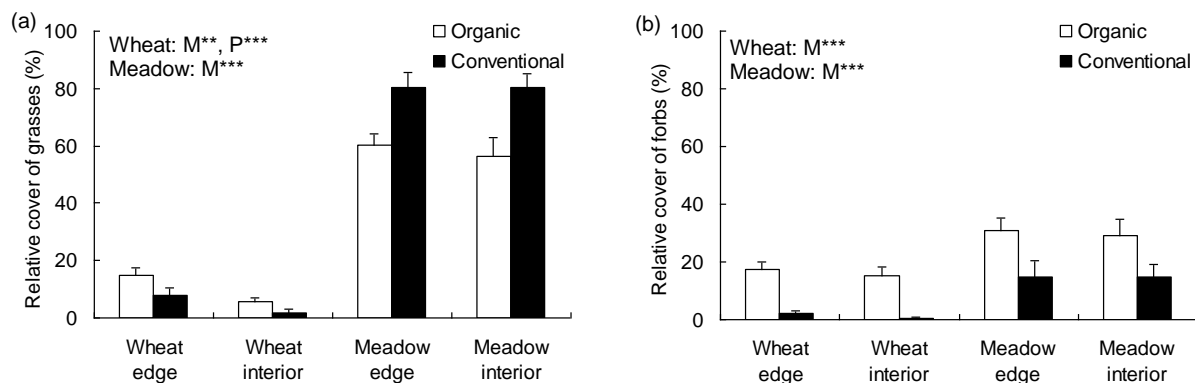 (a)
Relative cover of grasses (%)
100
80
60
40
20
0
Wheat: M**, P***
Meadow: M***
Organic
Conventional
Wheat
edge
Wheat
interior
Meadow
edge
Meadow
interior
(b)
Relative cover of forbs (%)
100
80
60
40
20
0
Wheat: M***
Meadow: M***
Organic
Conventional
Wheat
edge
Wheat
interior
Meadow
edge
Meadow
interior